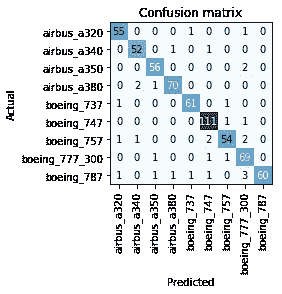 Confusion matrix
Actual
airbus_a320 55 0 0 0 1 0 0 1 0
airbus_a340 0 52 0 1 0 1 0 0 0
airbus_a350 0 0 56 0 0 0 0 2 0
airbus_a380 0 2 1 70 0 0 0 0 0
boeing_737 0 0 0 0 61 0 1 0 0
boeing_747 0 0 0 0 0 111 0 0 0
boeing_757 1 1 0 0 0 2 54 2 0
boeing_777_300 0 0 0 0 0 1 1 69 0
boeing_787 1 0 1 1 0 1 0 3 60
airbus_a320
airbus_a340
airbus_a350
airbus_a380
boeing_737
boeing_747
boeing_757
boeing_777_300
boeing_787
Predicted